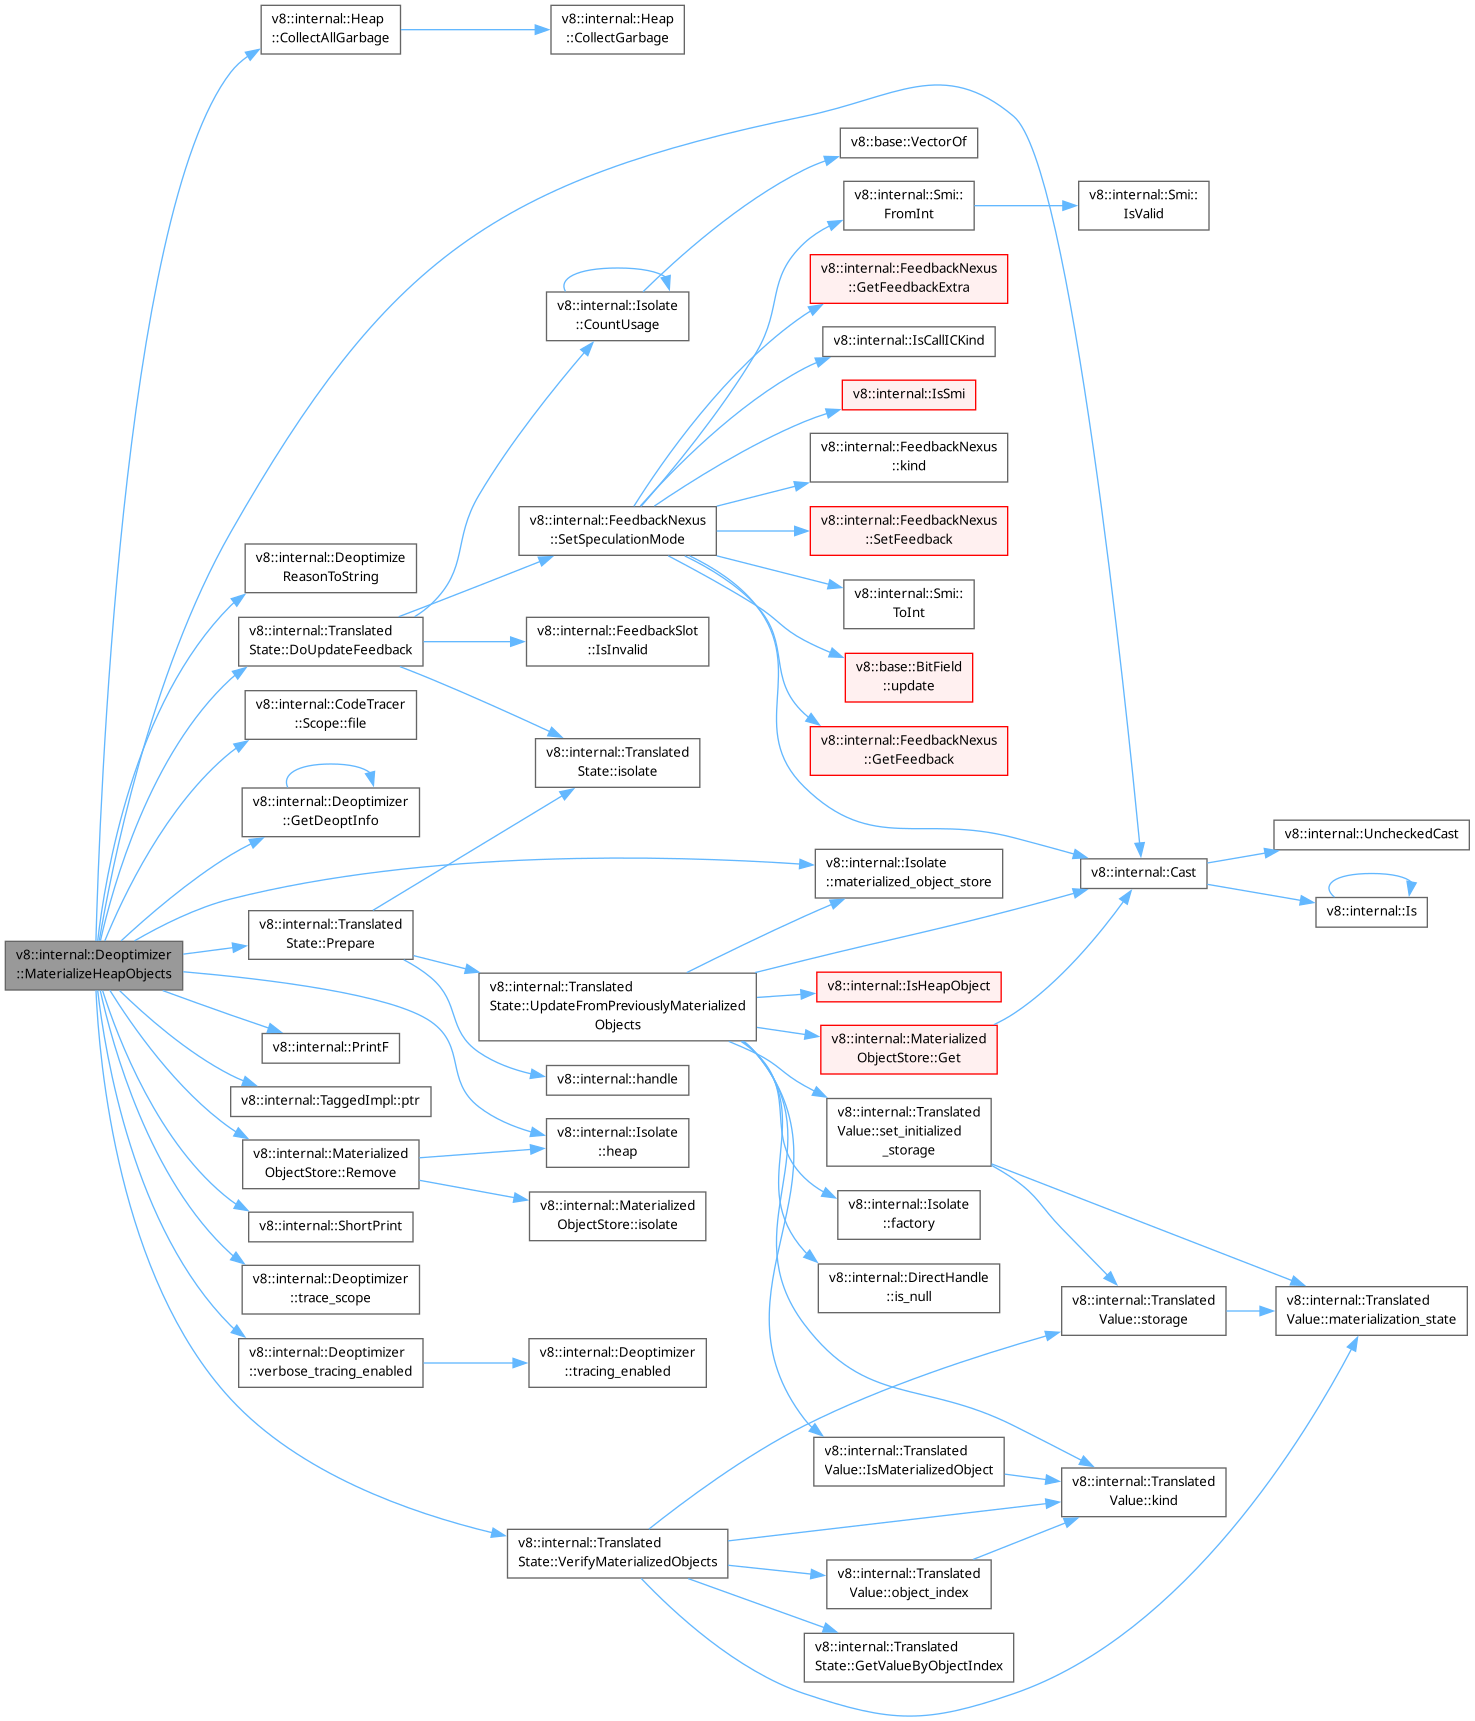 v8::internal::Heap
::CollectAllGarbage
v8::internal::Heap
::CollectGarbage
v8::base::VectorOf
v8::internal::Smi::
FromInt
v8::internal::Smi::
IsValid
v8::internal::FeedbackNexus
::GetFeedbackExtra
v8::internal::Isolate
::CountUsage
v8::internal::IsCallICKind
v8::internal::IsSmi
v8::internal::FeedbackNexus
::kind
v8::internal::FeedbackNexus
::SetSpeculationMode
v8::internal::FeedbackNexus
::SetFeedback
v8::internal::Deoptimize
ReasonToString
v8::internal::Smi::
ToInt
v8::internal::Translated
State::DoUpdateFeedback
v8::internal::FeedbackSlot
::IsInvalid
v8::base::BitField
::update
v8::internal::CodeTracer
::Scope::file
v8::internal::FeedbackNexus
::GetFeedback
v8::internal::Translated
State::isolate
v8::internal::Deoptimizer
::GetDeoptInfo
v8::internal::UncheckedCast
v8::internal::Isolate
::materialized_object_store
v8::internal::Cast
v8::internal::Is
v8::internal::Translated
State::Prepare
v8::internal::Deoptimizer
::MaterializeHeapObjects
v8::internal::Translated
State::UpdateFromPreviouslyMaterialized
Objects
v8::internal::IsHeapObject
v8::internal::Materialized
ObjectStore::Get
v8::internal::PrintF
v8::internal::handle
v8::internal::TaggedImpl::ptr
v8::internal::Translated
Value::set_initialized
_storage
v8::internal::Isolate
::heap
v8::internal::Materialized
ObjectStore::Remove
v8::internal::Materialized
ObjectStore::isolate
v8::internal::Isolate
::factory
v8::internal::ShortPrint
v8::internal::Deoptimizer
::trace_scope
v8::internal::DirectHandle
::is_null
v8::internal::Translated
Value::storage
v8::internal::Translated
Value::materialization_state
v8::internal::Deoptimizer
::verbose_tracing_enabled
v8::internal::Deoptimizer
::tracing_enabled
v8::internal::Translated
Value::IsMaterializedObject
v8::internal::Translated
Value::kind
v8::internal::Translated
State::VerifyMaterializedObjects
v8::internal::Translated
Value::object_index
v8::internal::Translated
State::GetValueByObjectIndex